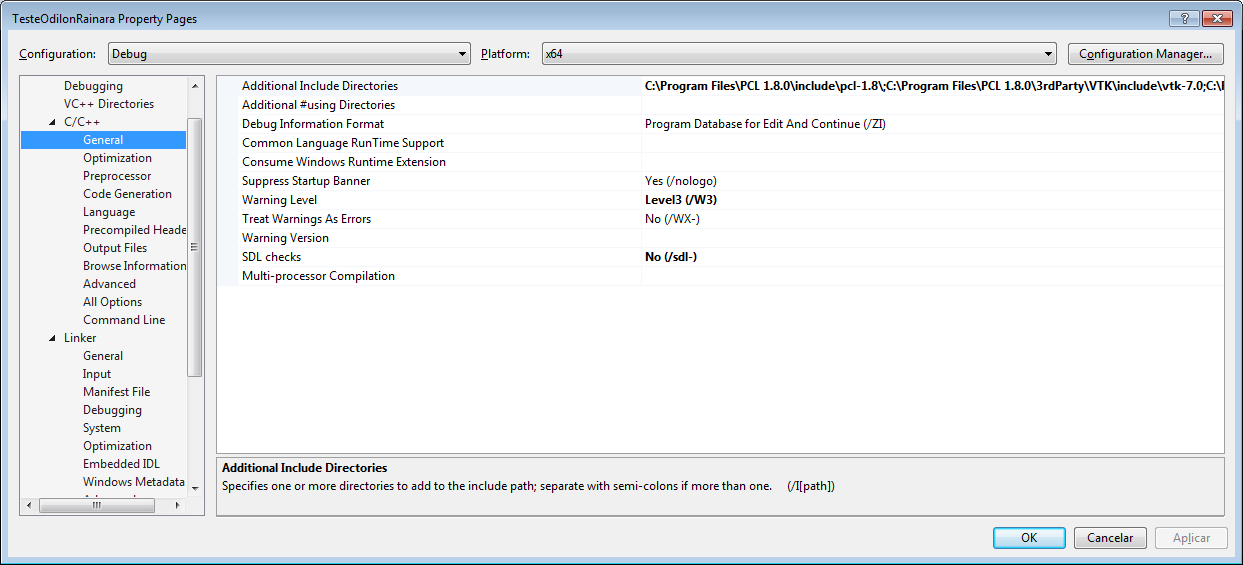 TesteOdilonRainara Property Pages
Configuration: Debug Platform: x64 Configuration Manager...
Debugging
VC++ Directories
C/C++
General
Optimization
Preprocessor
Code Generation
Language
Precompiled Heade
Output Files
Browse Information
Advanced
All Options
Command Line
Linker
General
Input
Manifest File
Debugging
System
Optimization
Embedded IDL
Windows Metadata
Additional Include Directories C:\Program Files\PCL 1.8.0\include\pcl-1.8\;C:\Program Files\PCL 1.8.0\3rdParty\VTK\include\vtk-7.0;C:\
Additional #using Directories
Debug Information Format Program Database for Edit And Continue (/ZI)
Common Language RunTime Support
Consume Windows Runtime Extension
Suppress Startup Banner Yes (/nologo)
Warning Level Level3 (/W3)
Treat Warnings As Errors No (/WX-)
Warning Version
SDL checks No (/sdl-)
Multi-processor Compilation
Additional Include Directories
Specifies one or more directories to add to the include path; separate with semi-colons if more than one. (/I[path])
OK Cancelar Aplicar